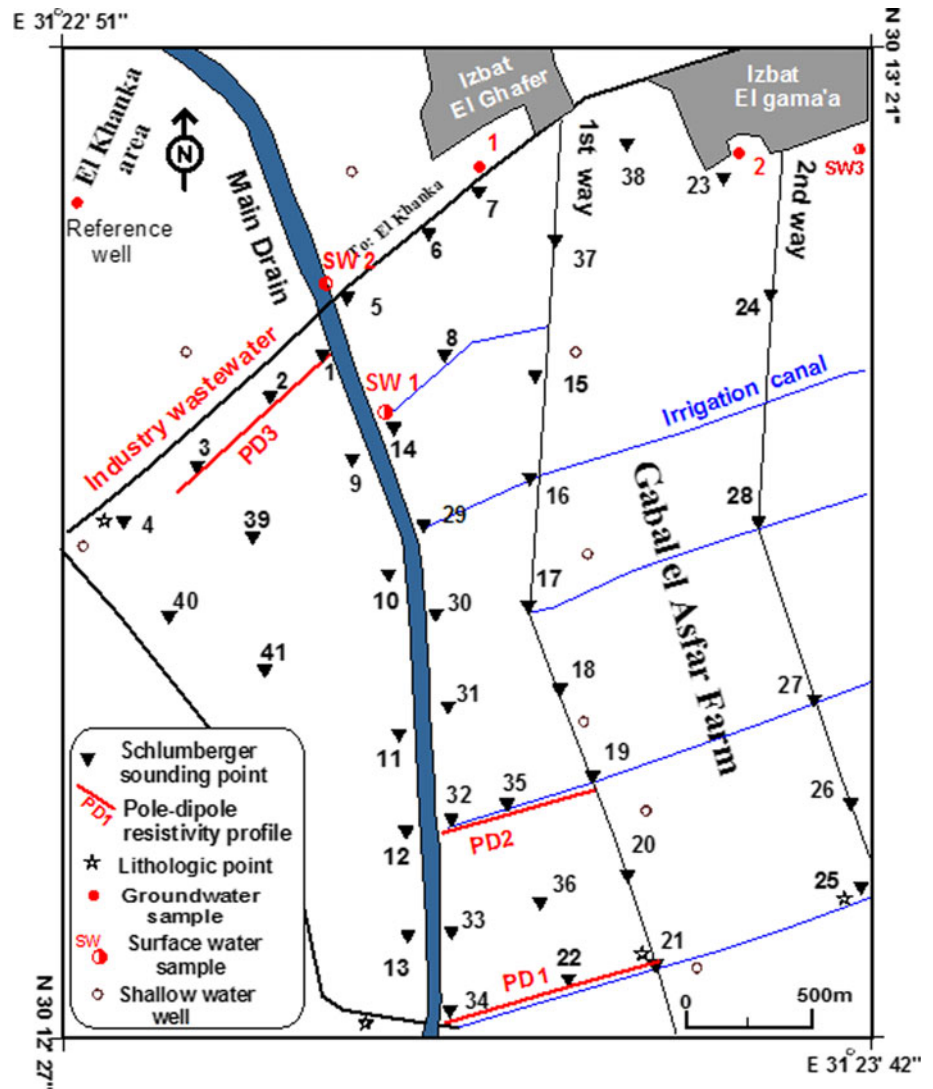 E 31°22' 51"
N 30 13' 21"
Izbat
El Ghafer
Izbat
El gama'a
El Khanka
area
N
Reference
well
Main Drain
To: El Khanka
1st way
2nd way
1
2
SW3
38
23
7
6
37
SW 2
5
24
8
1
SW 1
15
2
Industry wastewater
PD3
Irrigation canal
14
3
9
16
28
4
39
29
Gabal el Asfar Farm
10
17
40
30
41
18
27
31
11
19
32
35
26
PD2
12
20
25
36
33
13
22
21
PD1
34
Schlumberger
sounding point
PD1
Pole-dipole
resistivity profile
Lithologic point
Groundwater
sample
SW
Surface water
sample
Shallow water
well
0
500m
N 30 12' 27"
E 31°23' 42"